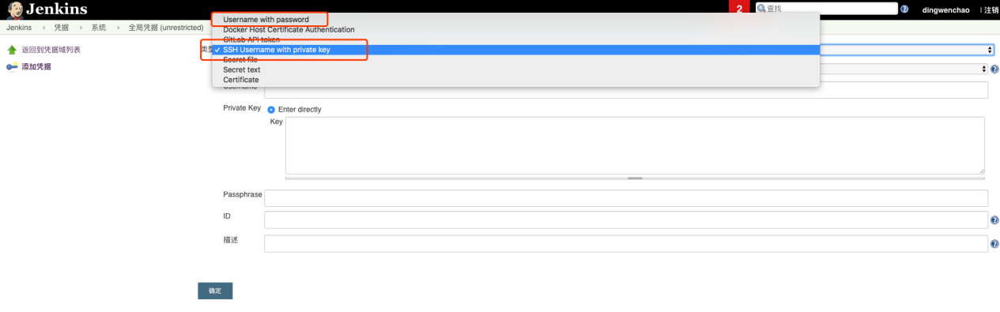 Jenkins
2 查找 dingwenchao | 注销
Jenkins › 凭据 › 系统 › 全局凭据 (unrestricted)
返回到凭据域列表
添加凭据
Username with password
Docker Host Certificate Authentication
GitLab API token
类型 ✓ SSH Username with private key
Secret file
Secret text
Certificate
Username
Private Key Enter directly
Key
Passphrase
ID
描述
确定